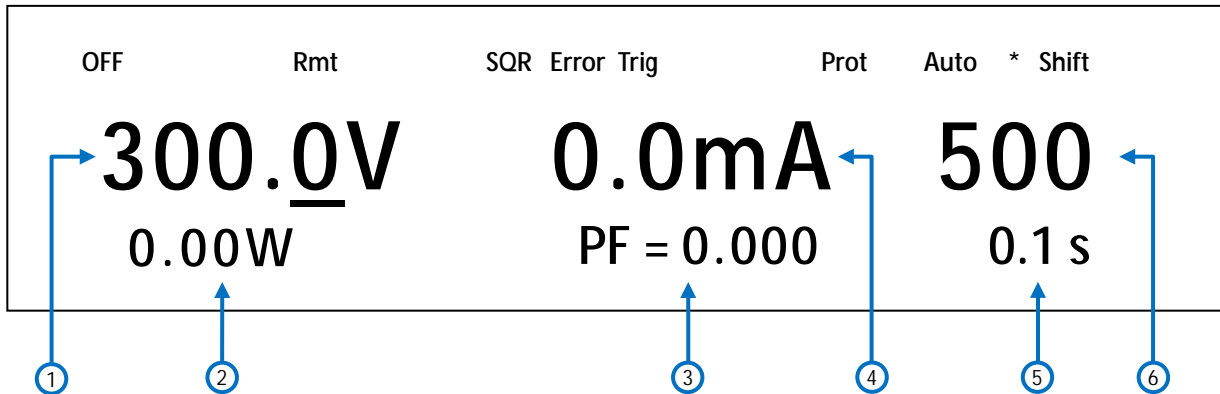 OFF Rmt SQR Error Trig Prot Auto * Shift
300.0V 0.0mA 500
0.00W PF = 0.000 0.1 s
1 2 3 4 5 6